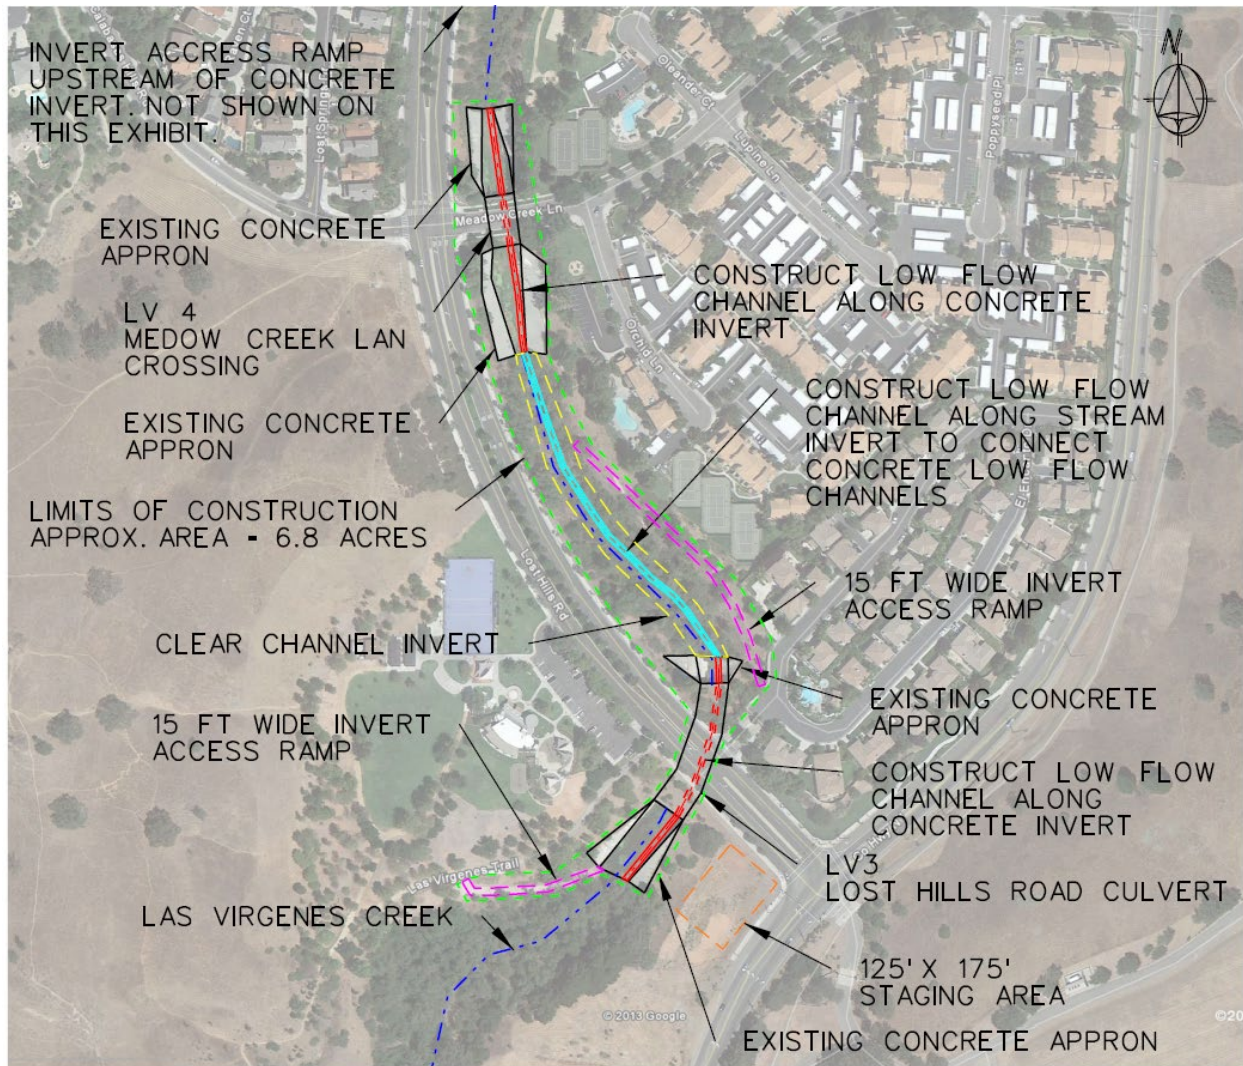 INVERT ACCRESS RAMP
UPSTREAM OF CONCRETE
INVERT. NOT SHOWN ON
THIS EXHIBIT.
N
Oleander Ct
Lupine Ln
Poppyseed Pl
EXISTING CONCRETE
APPRON
Meadow Creek Ln
LV 4
MEDOW CREEK LAN
CROSSING
CONSTRUCT LOW FLOW
CHANNEL ALONG CONCRETE
INVERT
Orchid Ln
EXISTING CONCRETE
APPRON
CONSTRUCT LOW FLOW
CHANNEL ALONG STREAM
INVERT TO CONNECT
CONCRETE LOW FLOW
CHANNELS
LIMITS OF CONSTRUCTION
APPROX. AREA = 6.8 ACRES
Lost Hills Rd
15 FT WIDE INVERT
ACCESS RAMP
CLEAR CHANNEL INVERT
EXISTING CONCRETE
APPRON
15 FT WIDE INVERT
ACCESS RAMP
CONSTRUCT LOW FLOW
CHANNEL ALONG
CONCRETE INVERT
Las Virgenes Trail
LV3
LOST HILLS ROAD CULVERT
LAS VIRGENES CREEK
125' X 175'
STAGING AREA
© 2013 Google
EXISTING CONCRETE APPRON